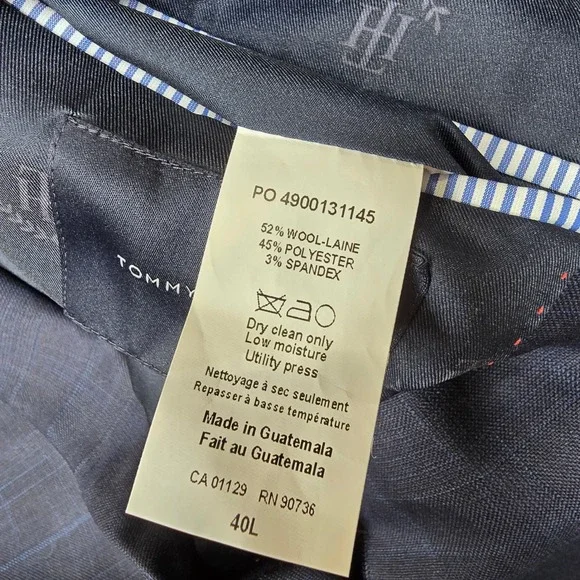 TOMMY
PO 4900131145
52% WOOL-LAINE
45% POLYESTER
3% SPANDEX
Dry clean only
Low moisture
Utility press
Nettoyage à sec seulement
Repasser à basse température
Made in Guatemala
Fait au Guatemala
CA 01129 RN 90736
40L